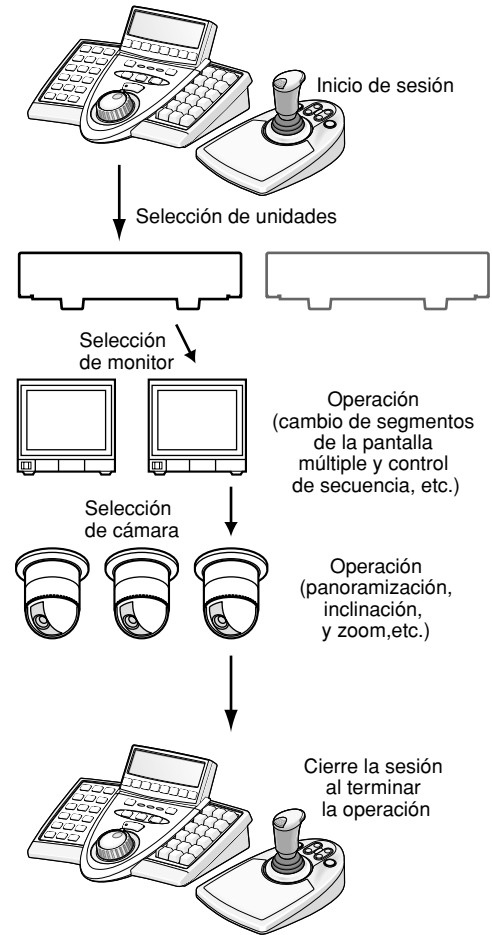 Inicio de sesión
Selección de unidades
Selección
de monitor
Operación
(cambio de segmentos
de la pantalla
múltiple y control
de secuencia, etc.)
Selección
de cámara
Operación
(panoramización,
inclinación,
y zoom,etc.)
Cierre la sesión
al terminar
la operación